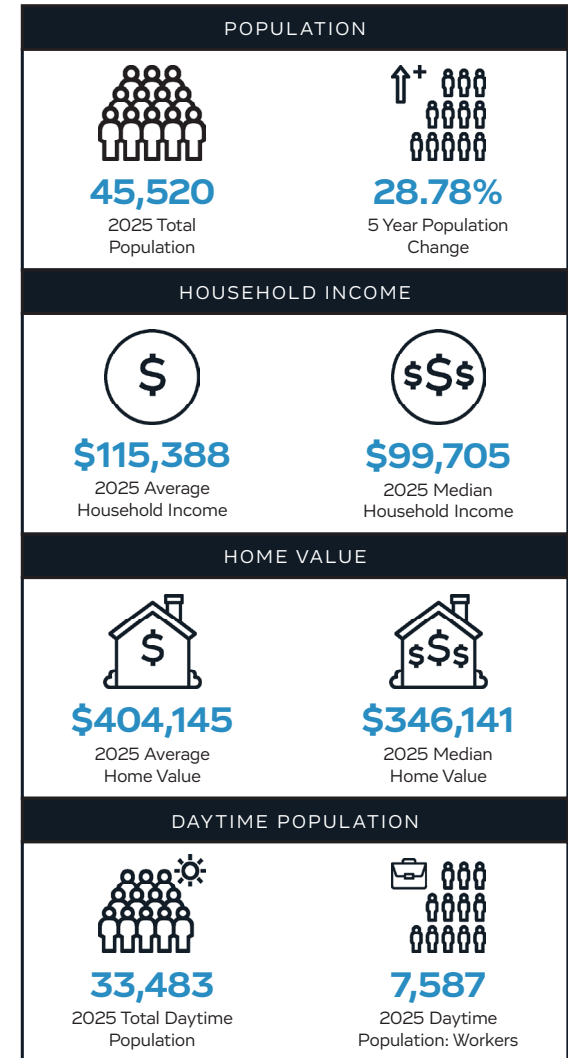 POPULATION
45,520
2025 Total
Population
28.78%
5 Year Population
Change
HOUSEHOLD INCOME
$
$115,388
2025 Average
Household Income
$$$
$99,705
2025 Median
Household Income
HOME VALUE
$
$404,145
2025 Average
Home Value
$$$
$346,141
2025 Median
Home Value
DAYTIME POPULATION
33,483
2025 Total Daytime
Population
7,587
2025 Daytime
Population: Workers